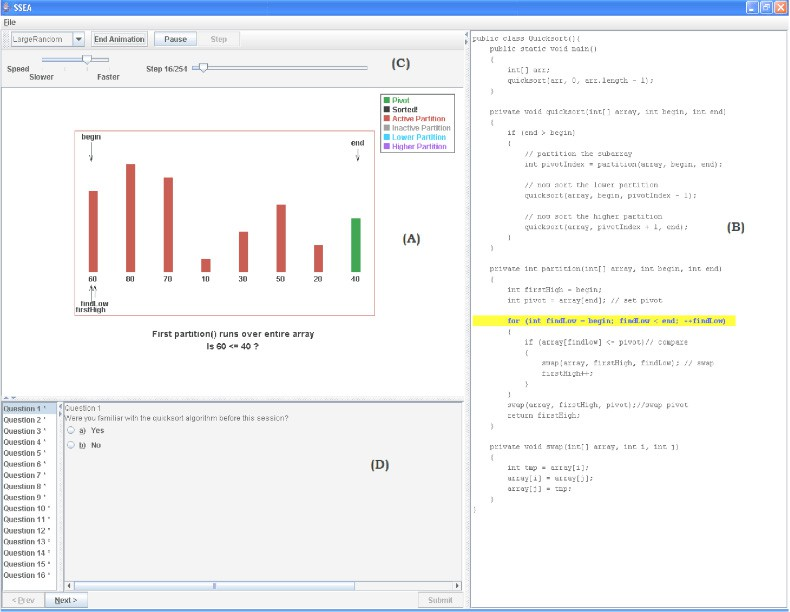 SSEA
File
LargeRandom
End Animation
Pause
Step
Speed
Slower
Faster
Step 16/251
(C)
Pivot
Sorted!
Active Partition
Inactive Partition
Lower Partition
Higher Partition
begin
end
60 80 70 10 30 50 20 40
findLow
firstHigh
(A)
First partition() runs over entire array
Is 60 <= 40 ?
Question 1 *
Question 2 *
Question 3 *
Question 4 *
Question 5 *
Question 6 *
Question 7 *
Question 8 *
Question 9 *
Question 10 *
Question 11 *
Question 12 *
Question 13 *
Question 14 *
Question 15 *
Question 16 *
Question 1
Were you familiar with the quicksort algorithm before this session?
a) Yes
b) No
(D)
< Prev
Next >
Submit
public class Quicksort(){
public static void main()
{
int[] arr;
quicksort(arr, 0, arr.length - 1);
}
private void quicksort(int[] array, int begin, int end)
{
if (end > begin)
{
// partition the subarray
int pivotIndex = partition(array, begin, end);
// now sort the lower partition
quicksort(array, begin, pivotIndex - 1);
// now sort the higher partition
quicksort(array, pivotIndex + 1, end);
}
}
(B)
private int partition(int[] array, int begin, int end)
{
int firstHigh = begin;
int pivot = array[end]; // set pivot
for (int findLow = begin; findLow < end; ++findLow)
{
if (array[findLow] <= pivot)// compare
{
swap(array, firstHigh, findLow); // swap
firstHigh++;
}
}
swap(array, firstHigh, pivot);//swap pivot
return firstHigh;
}
private void swap(int[] array, int i, int j)
{
int tmp = array[i];
array[i] = array[j];
array[j] = tmp;
}
}